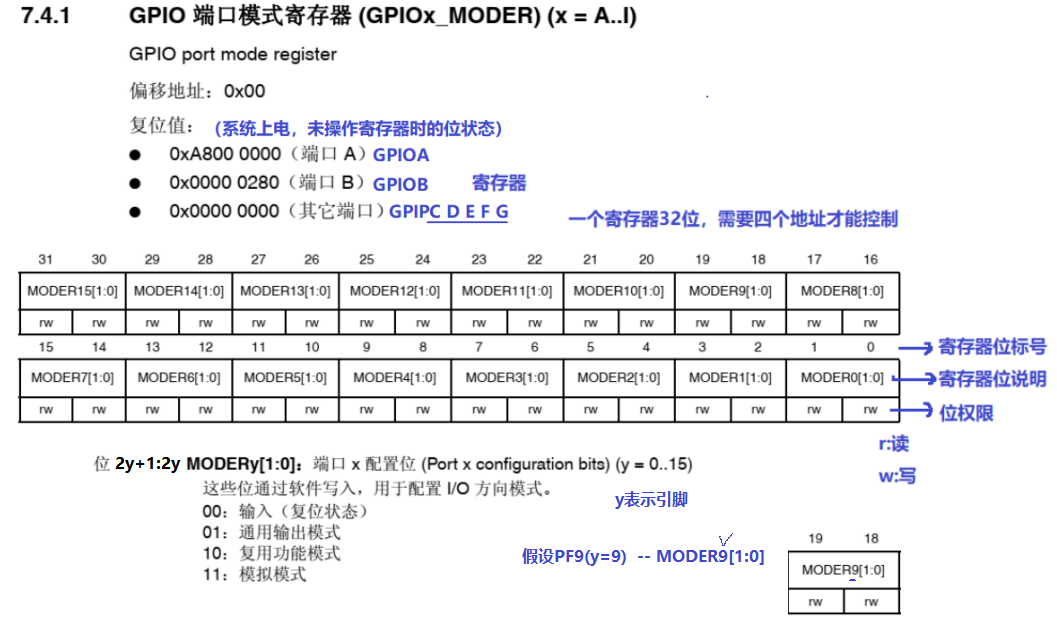 7.4.1 GPIO 端口模式寄存器 (GPIOx_MODER) (x = A..I)
GPIO port mode register
偏移地址：0x00
复位值： （系统上电，未操作寄存器时的位状态）
● 0xA800 0000（端口 A）GPIOA
● 0x0000 0280（端口 B）GPIOB 寄存器
● 0x0000 0000（其它端口）GPIPC D E F G
一个寄存器32位，需要四个地址才能控制
31 30 29 28 27 26 25 24 23 22 21 20 19 18 17 16
MODER15[1:0] MODER14[1:0] MODER13[1:0] MODER12[1:0] MODER11[1:0] MODER10[1:0] MODER9[1:0] MODER8[1:0]
rw rw rw rw rw rw rw rw rw rw rw rw rw rw rw rw
15 14 13 12 11 10 9 8 7 6 5 4 3 2 1 0 寄存器位标号
MODER7[1:0] MODER6[1:0] MODER5[1:0] MODER4[1:0] MODER3[1:0] MODER2[1:0] MODER1[1:0] MODER0[1:0] 寄存器位说明
rw rw rw rw rw rw rw rw rw rw rw rw rw rw rw rw 位权限
r:读
w:写
位 2y+1:2y MODERy[1:0]：端口 x 配置位 (Port x configuration bits) (y = 0..15)
这些位通过软件写入，用于配置 I/O 方向模式。
y表示引脚
00：输入（复位状态）
01：通用输出模式
10：复用功能模式
11：模拟模式
假设PF9(y=9) -- MODER9[1:0]
19 18
MODER9[1:0]
rw rw